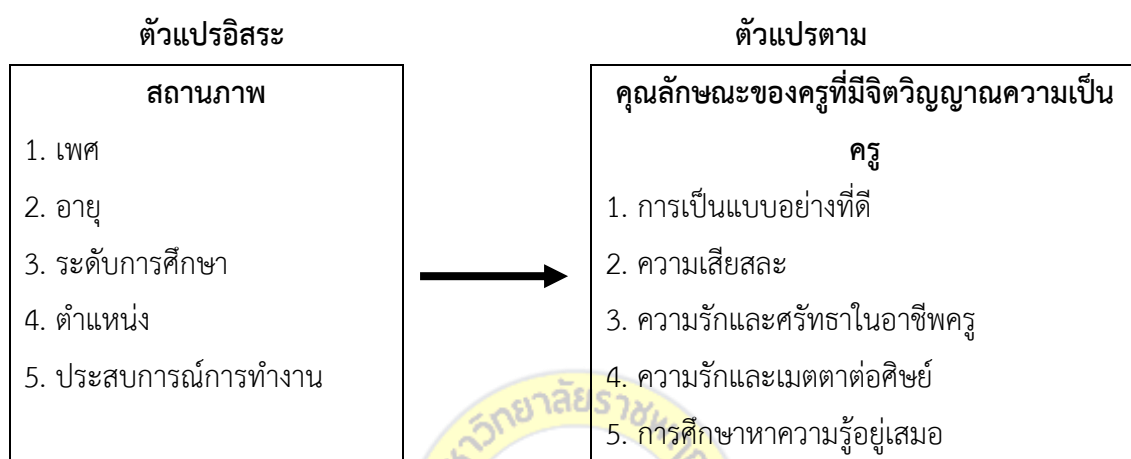 ตัวแปรอิสระ
สถานภาพ
1. เพศ
2. อายุ
3. ระดับการศึกษา
4. ตำแหน่ง
5. ประสบการณ์การทำงาน
ตัวแปรตาม
คุณลักษณะของครูที่มีจิตวิญญาณความเป็น
ครู
1. การเป็นแบบอย่างที่ดี
2. ความเสียสละ
3. ความรักและศรัทธาในอาชีพครู
4. ความรักและเมตตาต่อศิษย์
5. การศึกษาหาความรู้อยู่เสมอ